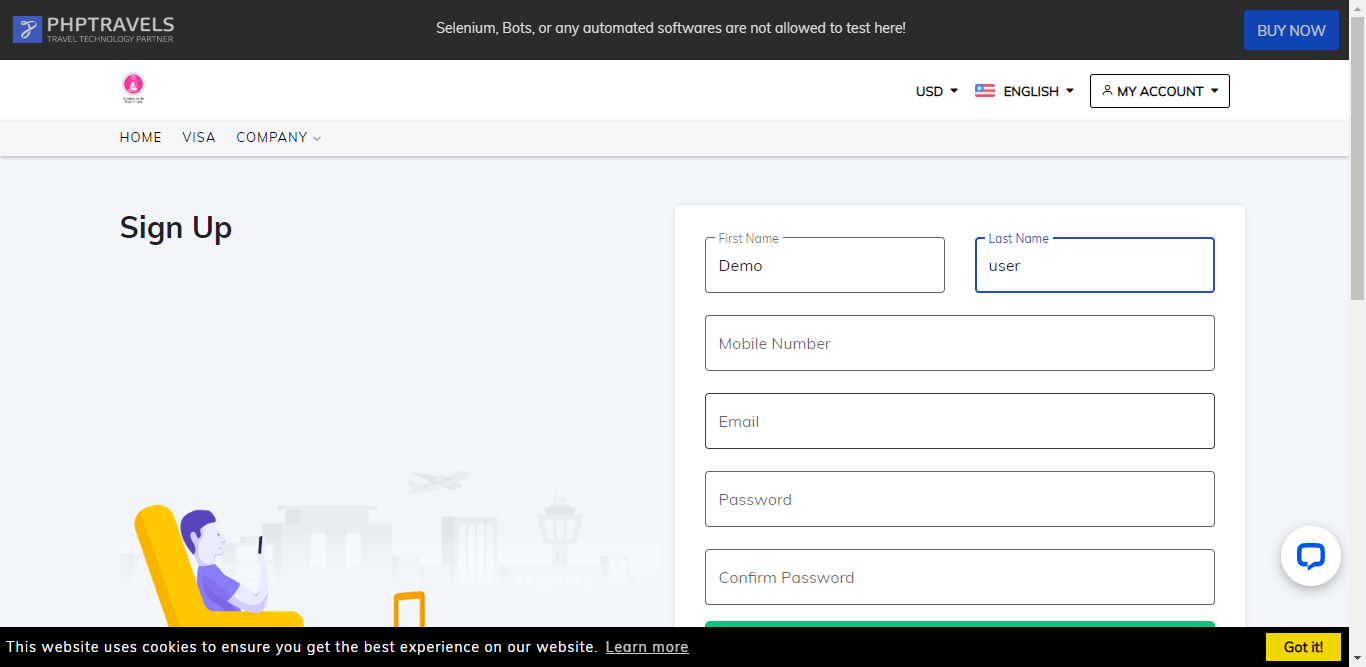 PHPTRAVELS
TRAVEL TECHNOLOGY PARTNER
Selenium, Bots, or any automated softwares are not allowed to test here!
BUY NOW
USD
ENGLISH
MY ACCOUNT
HOME VISA COMPANY
Sign Up
First Name
Demo
Last Name
user
Mobile Number
Email
Password
Confirm Password
This website uses cookies to ensure you get the best experience on our website. Learn more
Got it!